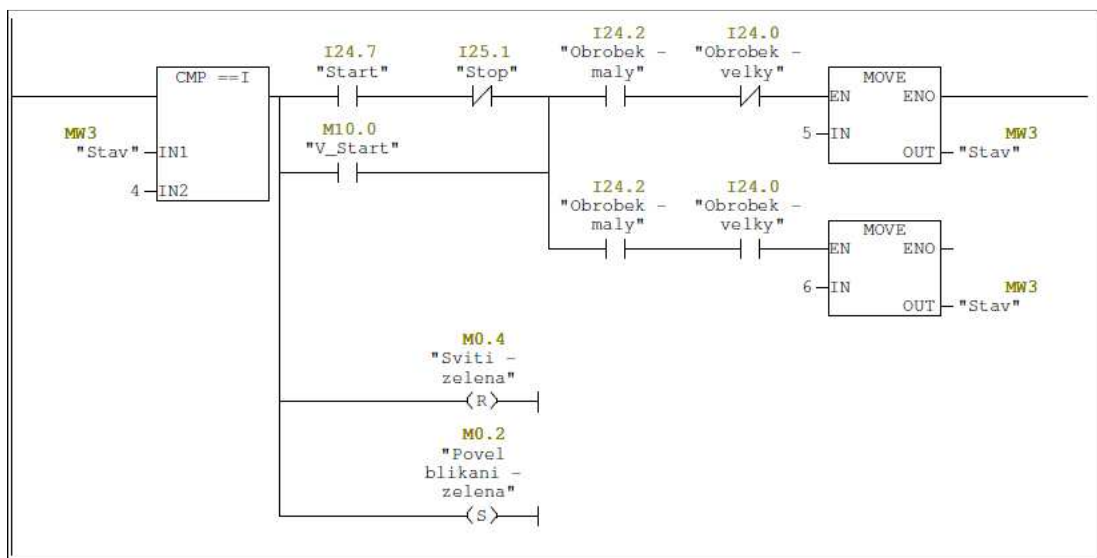 I24.7
"Start"
I25.1
"Stop"
I24.2
"Obrobek -
maly"
I24.0
"Obrobek -
velky"
CMP ==I
MOVE
EN ENO
MW3
"Stav"
IN1
4
IN2
M10.0
"V_Start"
5
IN
OUT
MW3
"Stav"
I24.2
"Obrobek -
maly"
I24.0
"Obrobek -
velky"
MOVE
EN ENO
6
IN
OUT
MW3
"Stav"
M0.4
"Sviti -
zelena"
(R)
M0.2
"Povel
blikani -
zelena"
(S)